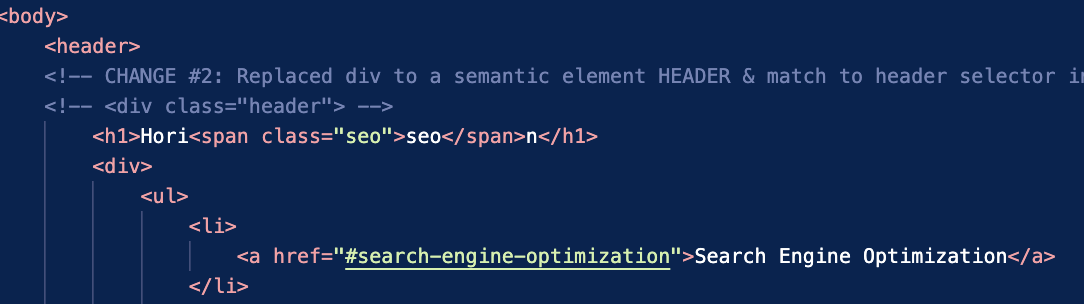 <body>
<header>
<!-- CHANGE #2: Replaced div to a semantic element HEADER & match to header selector
<!-- <div class="header"> -->
<h1>Hori<span class="seo">seo</span>n</h1>
<div>
<ul>
<li>
<a href="#search-engine-optimization">Search Engine Optimization</a>
</li>